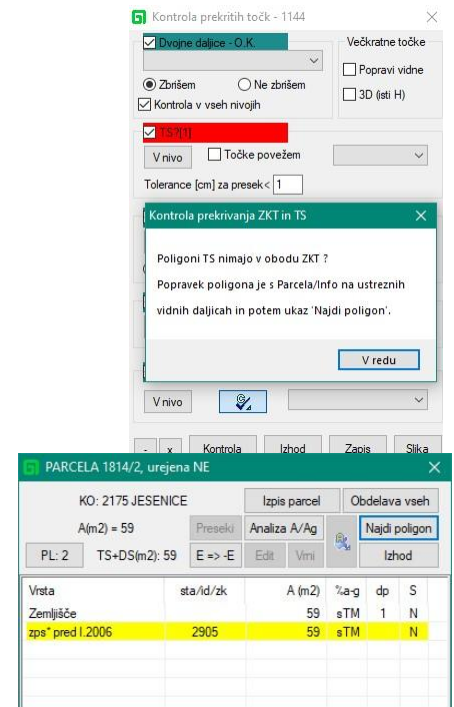 Kontrola prekritih točk - 1144
Dvojne daljice - O.K.
Večkratne točke
Zbrišem
Ne zbrišem
Popravi vidne
Kontrola v vseh nivojih
3D (isti H)
TS?[1]
V nivo
Točke povežem
Tolerance [cm] za presek<
1
Kontrola prekrivanja ZKT in TS
Poligoni TS nimajo v obodu ZKT ?
Popravek poligona je s Parcela/Info na ustreznih
vidnih daljicah in potem ukaz 'Najdi poligon'.
V redu
V nivo
- x Kontrola Izhod Zapis Slika
PARCELA 1814/2, urejena NE
KO: 2175 JESENICE
Izpis parcel
Obdelava vseh
A(m2) = 59
Preseki
Analiza A/Ag
Najdi poligon
PL: 2
TS+DS(m2): 59
E => -E
Edit
Vrni
Izhod
Vrsta sta/id/zk A (m2) %a-g dp S
Zemljišče 59 sTM 1 N
zps* pred l.2006 2905 59 sTM N